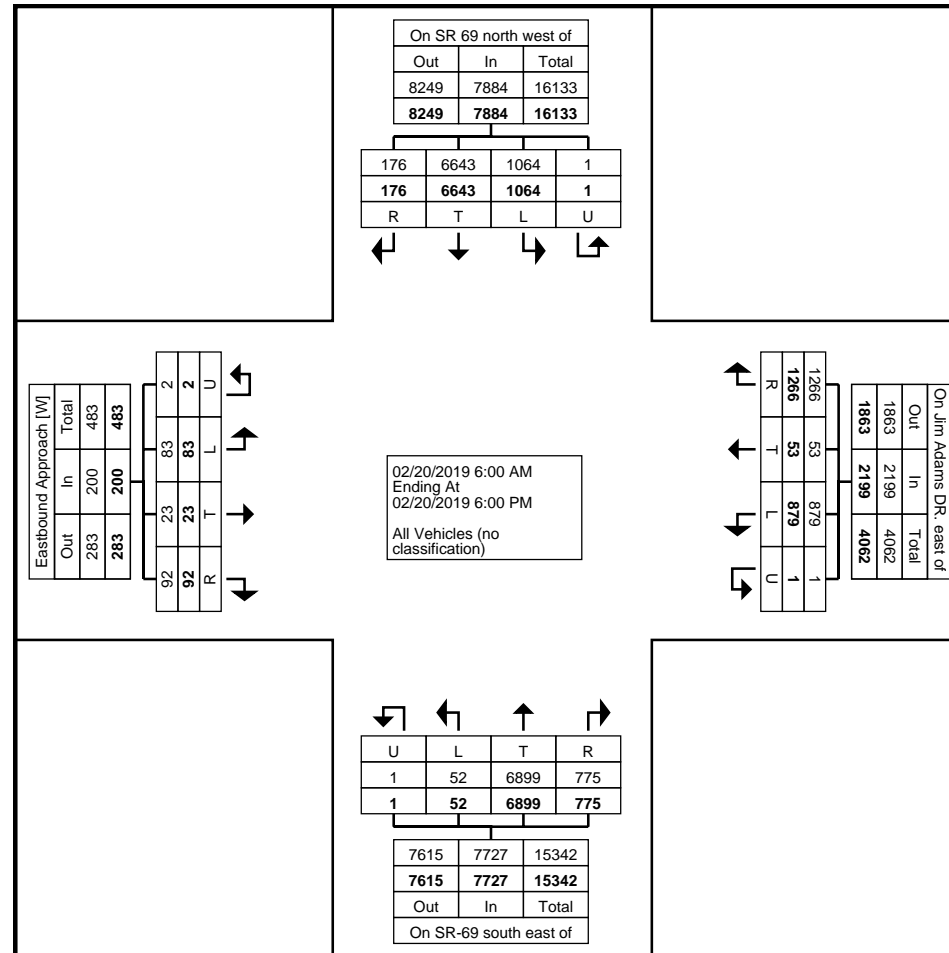 On SR 69 north west of
Out In Total
8249 7884 16133
8249 7884 16133
176 6643 1064 1
176 6643 1064 1
R T L U
Eastbound Approach [W]
Total In Out
483 200 283
483 200 283
2 83 23 92
2 83 23 92
U L T R
02/20/2019 6:00 AM
Ending At
02/20/2019 6:00 PM
All Vehicles (no
classification)
On Jim Adams DR. east of
Out In Total
1863 2199 4062
1863 2199 4062
1266 53 879 1
1266 53 879 1
R T L U
U L T R
1 52 6899 775
1 52 6899 775
7615 7727 15342
7615 7727 15342
Out In Total
On SR-69 south east of